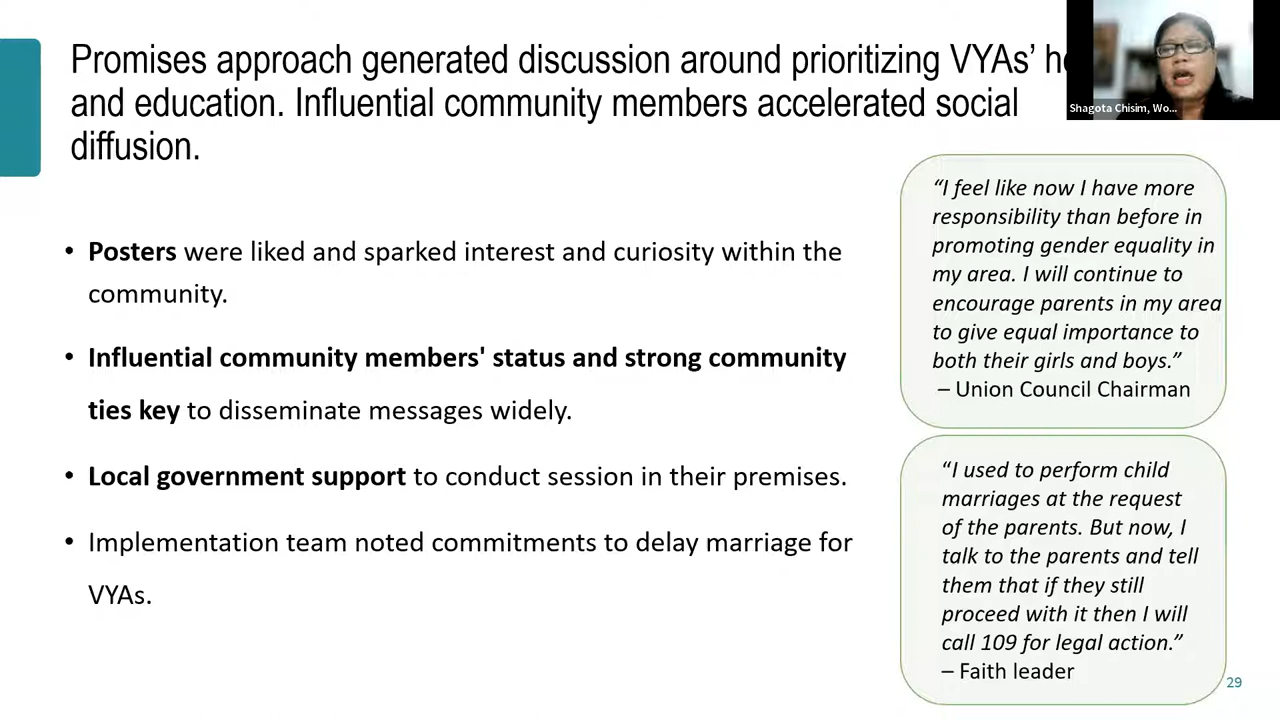 Promises approach generated discussion around prioritizing VYAs’
and education. Influential community members accelerated social
diffusion.
Shagota Chisim, Wo...
• Posters were liked and sparked interest and curiosity within the
community.
• Influential community members' status and strong community
ties key to disseminate messages widely.
• Local government support to conduct session in their premises.
• Implementation team noted commitments to delay marriage for
VYAs.
“I feel like now I have more
responsibility than before in
promoting gender equality in
my area. I will continue to
encourage parents in my area
to give equal importance to
both their girls and boys.”
– Union Council Chairman
“I used to perform child
marriages at the request
of the parents. But now, I
talk to the parents and tell
them that if they still
proceed with it then I will
call 109 for legal action.”
– Faith leader
29